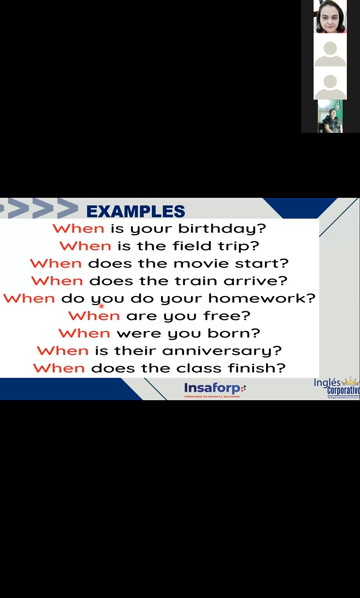 EXAMPLES
When is your birthday?
When is the field trip?
When does the movie start?
When does the train arrive?
When do you do your homework?
When are you free?
When were you born?
When is their anniversary?
When does the class finish?
Insaforp
Inglés
Corporativo